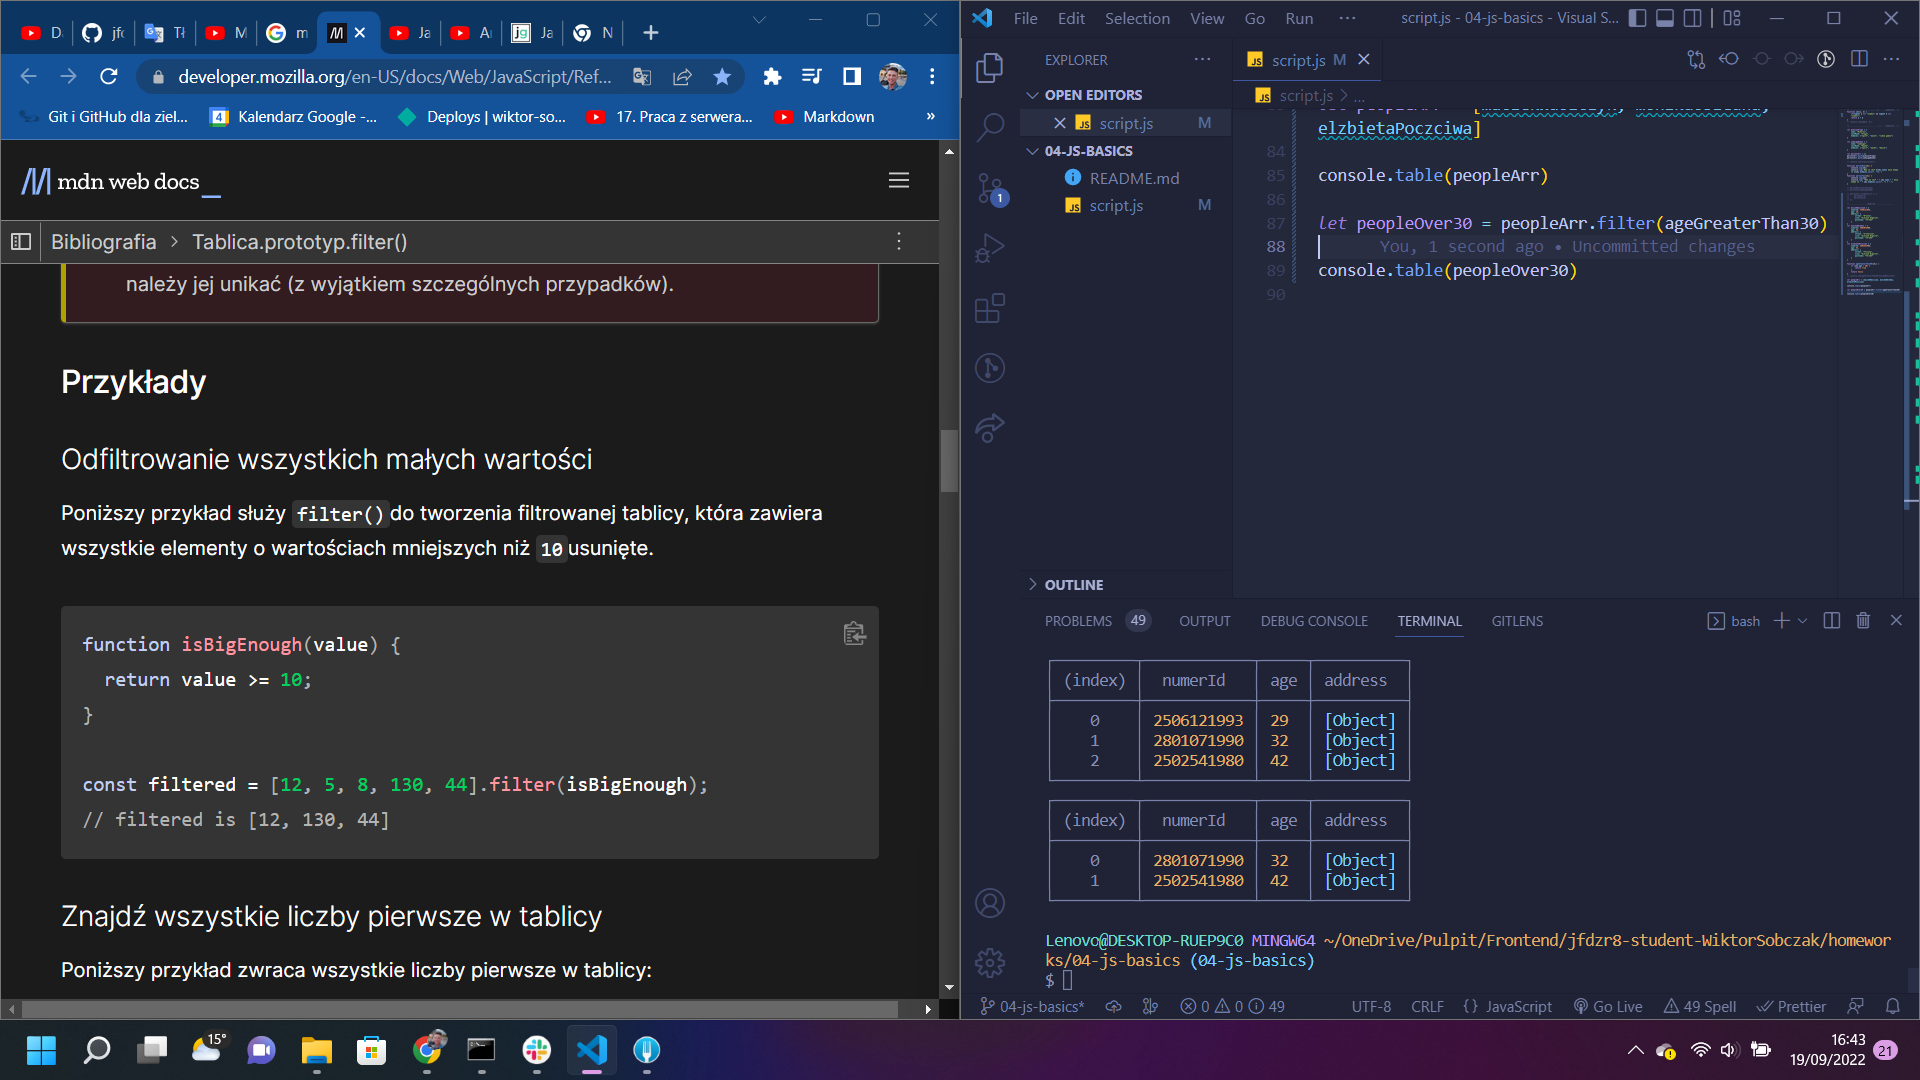 D
jf
Tł
M
m
Ja
A
Ja
N
developer.mozilla.org/en-US/docs/Web/JavaScript/Ref...
Git i GitHub dla ziel...
Kalendarz Google -...
Deploys | wiktor-so...
17. Praca z serwera...
Markdown
»
mdn web docs_
Bibliografia > Tablica.prototyp.filter()
należy jej unikać (z wyjątkiem szczególnych przypadków).
Przykłady
Odfiltrowanie wszystkich małych wartości
Poniższy przykład służy filter() do tworzenia filtrowanej tablicy, która zawiera
wszystkie elementy o wartościach mniejszych niż 10 usunięte.
function isBigEnough(value) {
return value >= 10;
}
const filtered = [12, 5, 8, 130, 44].filter(isBigEnough);
// filtered is [12, 130, 44]
Znajdź wszystkie liczby pierwsze w tablicy
Poniższy przykład zwraca wszystkie liczby pierwsze w tablicy:
File Edit Selection View Go Run ...
script.js - 04-js-basics - Visual S...
EXPLORER
OPEN EDITORS
script.js M
04-JS-BASICS
README.md
script.js M
1
OUTLINE
script.js M
script.js > ...
elzbietaPoczciwa]
84
85 console.table(peopleArr)
86
87 let peopleOver30 = peopleArr.filter(ageGreaterThan30)
88 You, 1 second ago • Uncommitted changes
89 console.table(peopleOver30)
90
PROBLEMS 49 OUTPUT DEBUG CONSOLE TERMINAL GITLENS
bash
(index) numerId age address
0 2506121993 29 [Object]
1 2801071990 32 [Object]
2 2502541980 42 [Object]
(index) numerId age address
0 2801071990 32 [Object]
1 2502541980 42 [Object]
Lenovo@DESKTOP-RUEP9C0 MINGW64 ~/OneDrive/Pulpit/Frontend/jfdzr8-student-WiktorSobczak/homewor
ks/04-js-basics (04-js-basics)
$
04-js-basics* 0 0 49 UTF-8 CRLF {} JavaScript Go Live 49 Spell Prettier
15°
16:43
19/09/2022
21